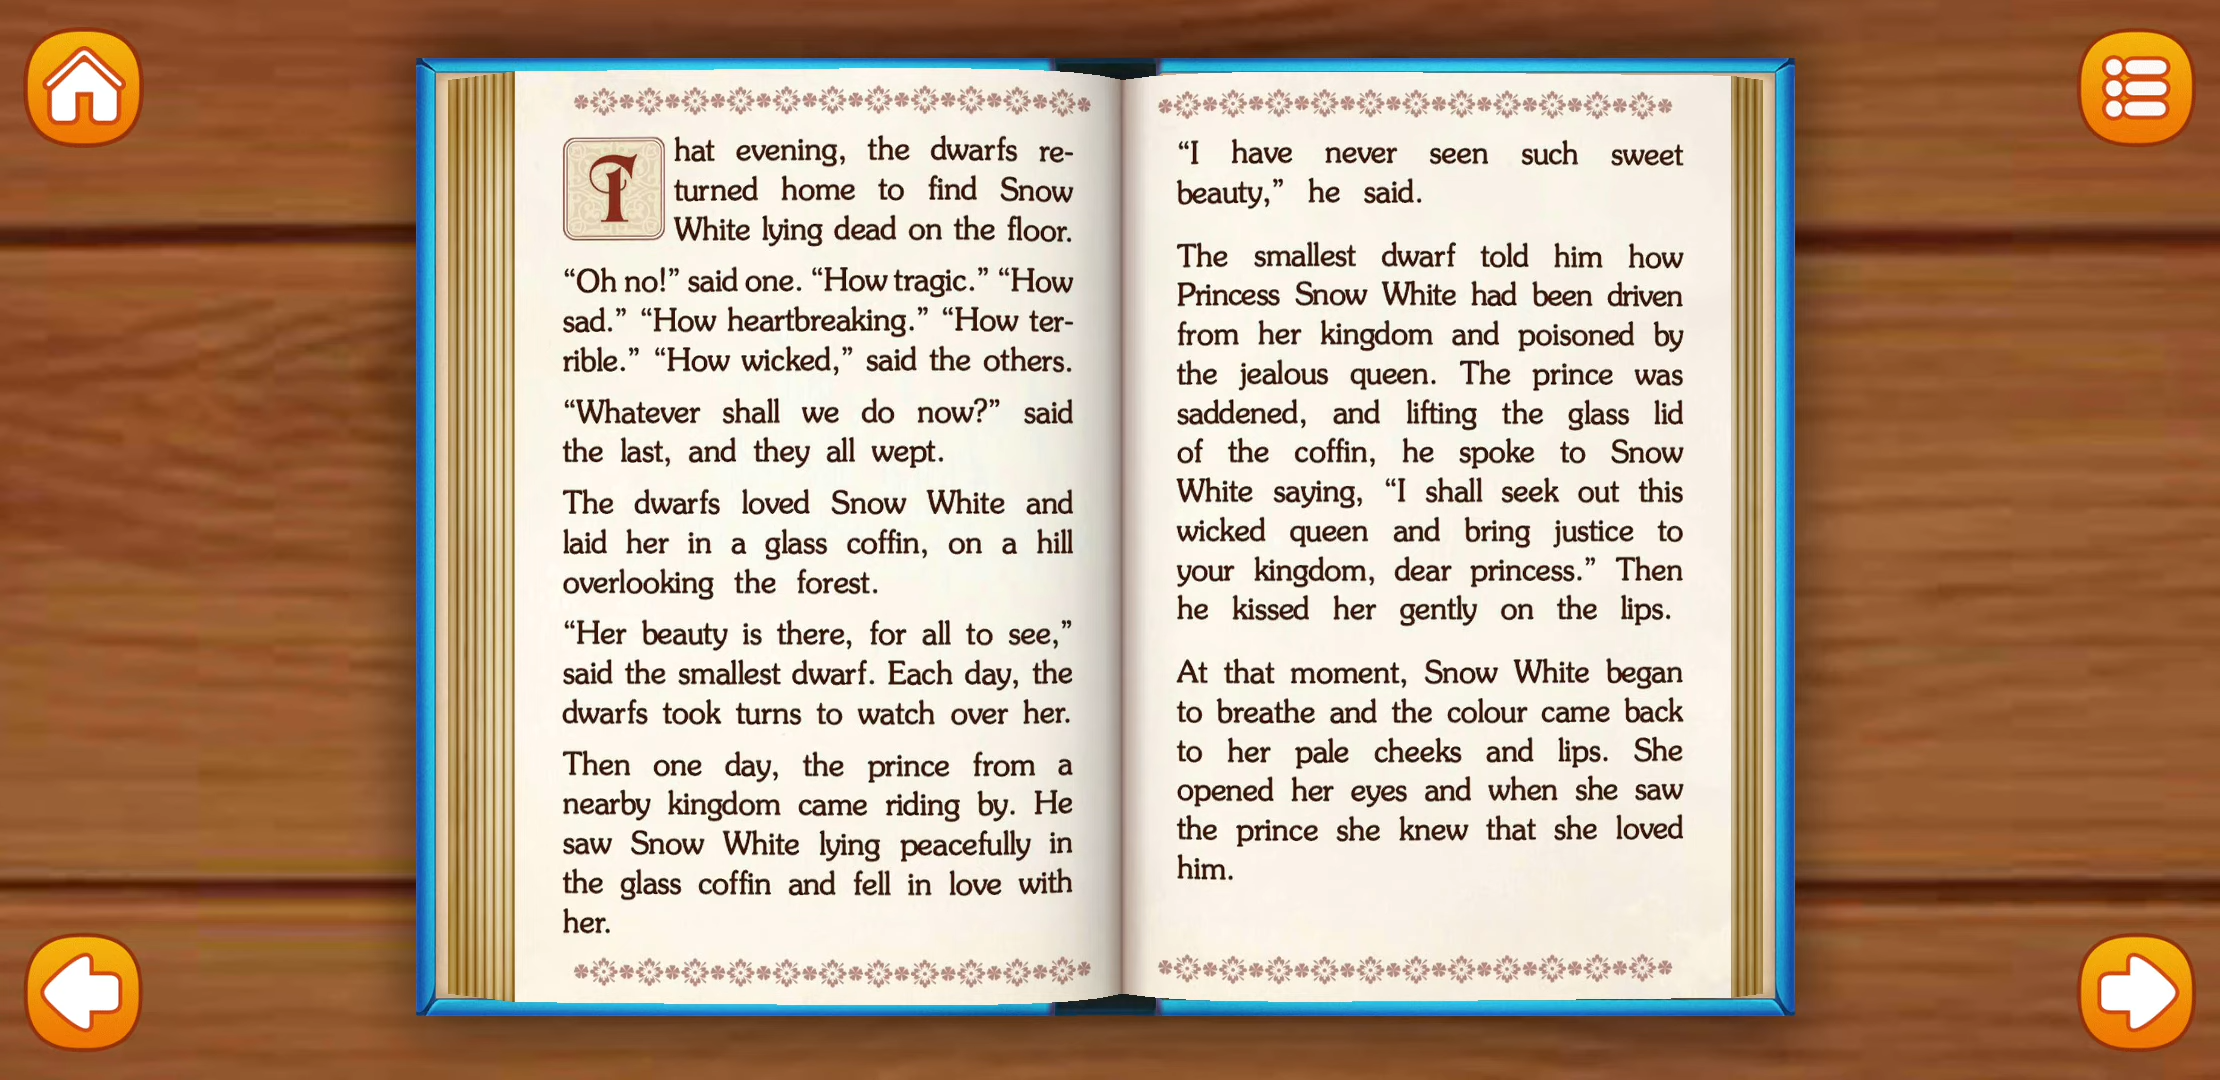 That evening, the dwarfs re-
turned home to find Snow
White lying dead on the floor.
“Oh no!” said one. “How tragic.” “How
sad.” “How heartbreaking.” “How ter-
rible.” “How wicked,” said the others.
“Whatever shall we do now?” said
the last, and they all wept.
The dwarfs loved Snow White and
laid her in a glass coffin, on a hill
overlooking the forest.
“Her beauty is there, for all to see,”
said the smallest dwarf. Each day, the
dwarfs took turns to watch over her.
Then one day, the prince from a
nearby kingdom came riding by. He
saw Snow White lying peacefully in
the glass coffin and fell in love with
her.
“I have never seen such sweet
beauty,” he said.
The smallest dwarf told him how
Princess Snow White had been driven
from her kingdom and poisoned by
the jealous queen. The prince was
saddened, and lifting the glass lid
of the coffin, he spoke to Snow
White saying, “I shall seek out this
wicked queen and bring justice to
your kingdom, dear princess.” Then
he kissed her gently on the lips.
At that moment, Snow White began
to breathe and the colour came back
to her pale cheeks and lips. She
opened her eyes and when she saw
the prince she knew that she loved
him.